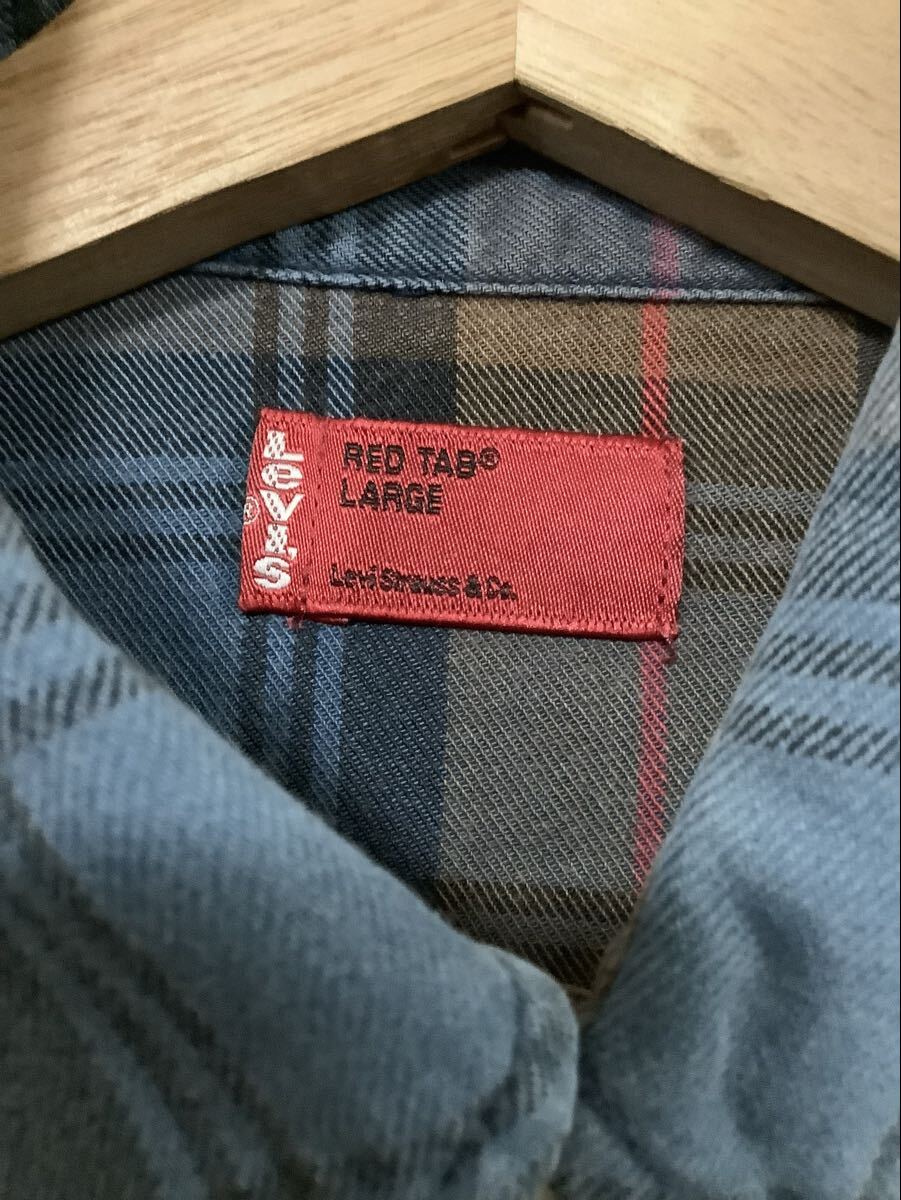 LeVi's
®
RED TAB®
LARGE
Levi Strauss & Co.